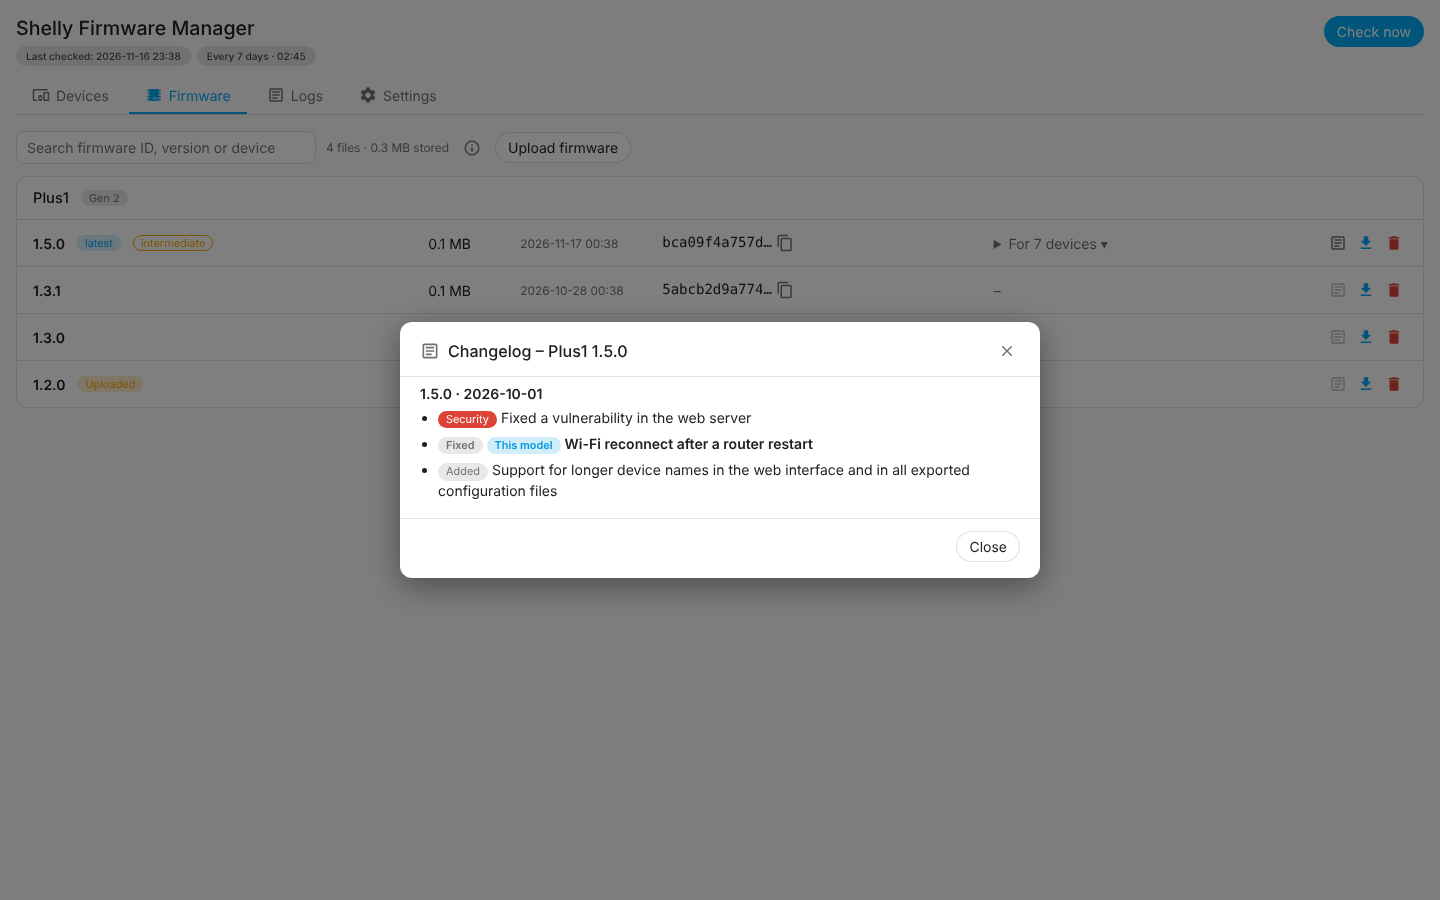 Shelly Firmware Manager
Check now
Last checked: 2026-11-16 23:38
Every 7 days · 02:45
Devices
Firmware
Logs
Settings
Search firmware ID, version or device
4 files · 0.3 MB stored
Upload firmware
Plus1 Gen 2
1.5.0 latest intermediate 0.1 MB 2026-11-17 00:38 bca09f4a757d… ▶ For 7 devices ▾
1.3.1 0.1 MB 2026-10-28 00:38 5abcb2d9a774… –
1.3.0
1.2.0 Uploaded
Changelog – Plus1 1.5.0
1.5.0 · 2026-10-01
• Security Fixed a vulnerability in the web server
• Fixed This model Wi-Fi reconnect after a router restart
• Added Support for longer device names in the web interface and in all exported
configuration files
Close